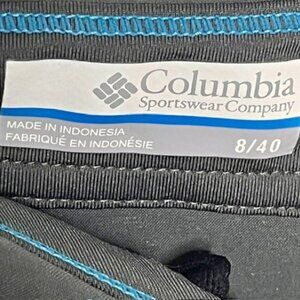 Columbia
Sportswear Company
MADE IN INDONESIA
FABRIQUÉ EN INDONÉSIE
8/40